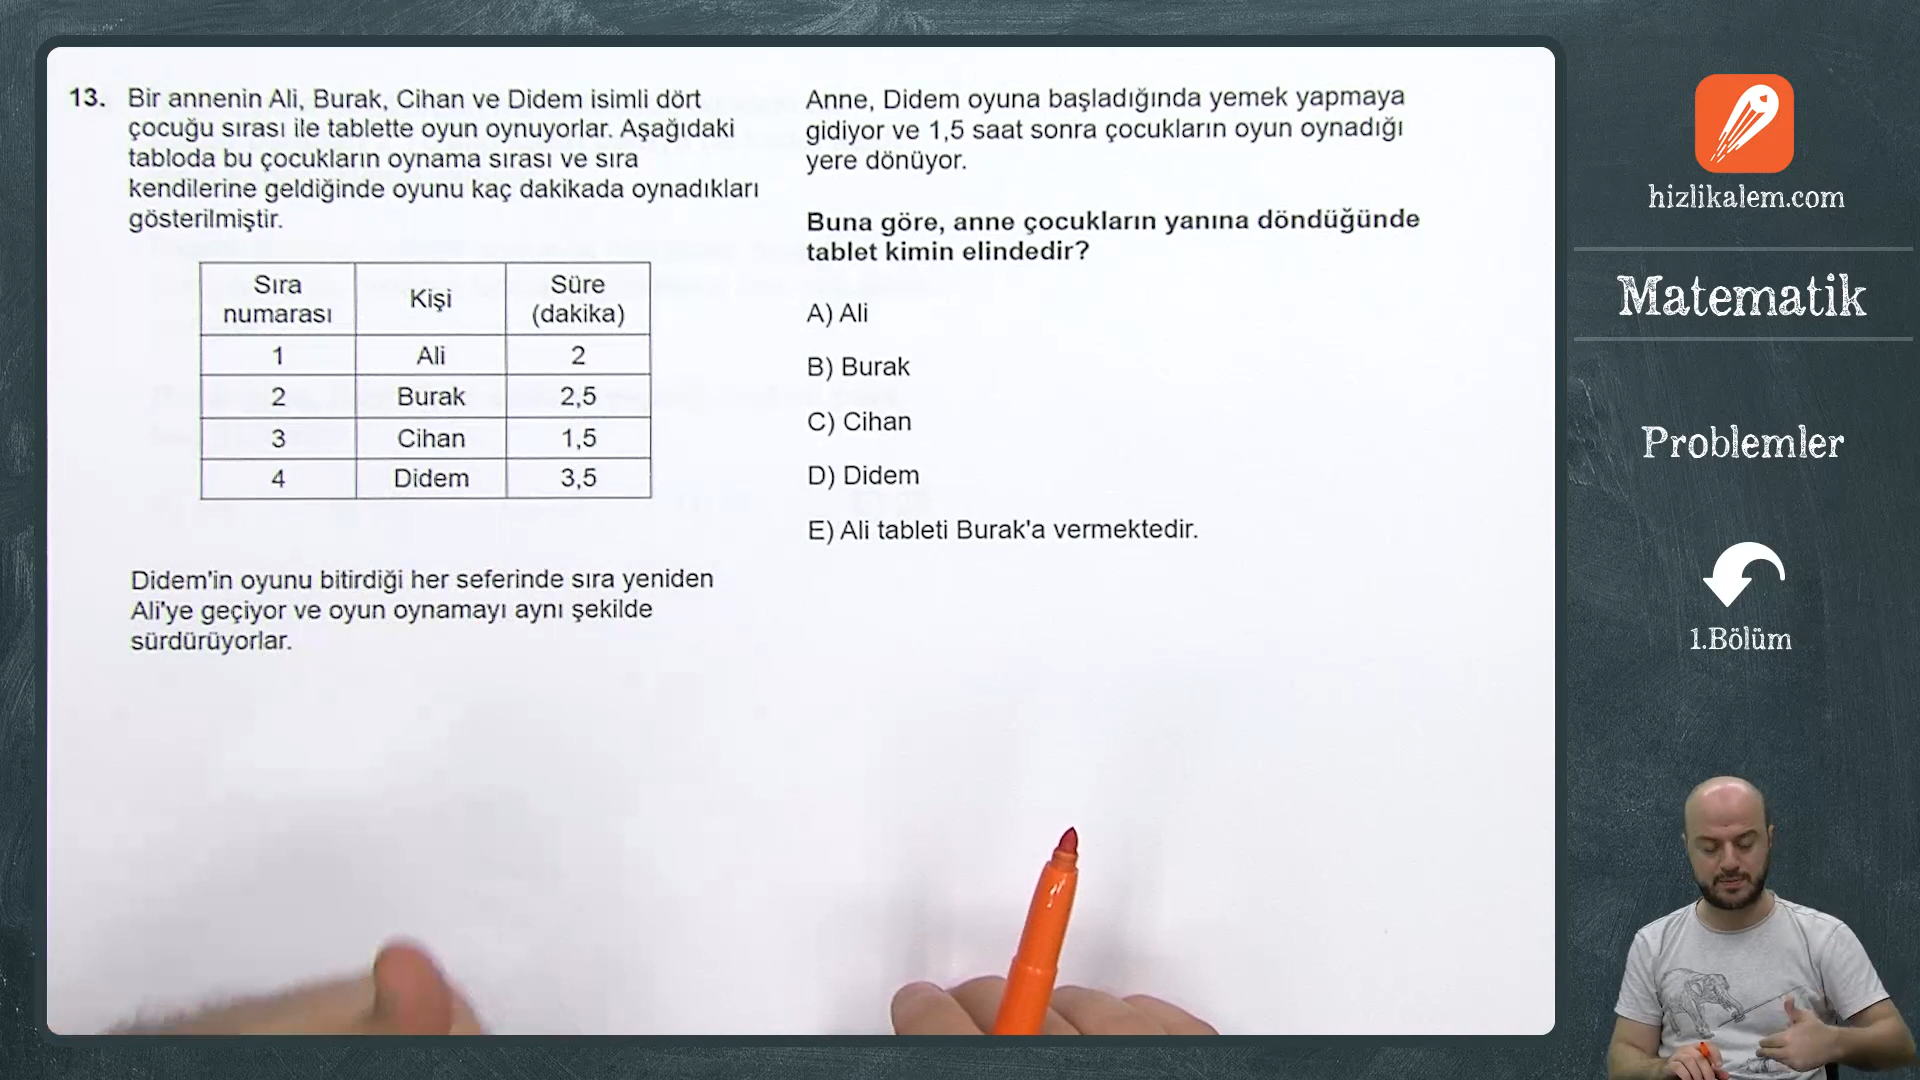 13. Bir annenin Ali, Burak, Cihan ve Didem isimli dört
çocuğu sırası ile tablette oyun oynuyorlar. Aşağıdaki
tabloda bu çocukların oynama sırası ve sıra
kendilerine geldiğinde oyunu kaç dakikada oynadıkları
gösterilmiştir.
Sıra numarası Kişi Süre (dakika)
1 Ali 2
2 Burak 2,5
3 Cihan 1,5
4 Didem 3,5
Didem'in oyunu bitirdiği her seferinde sıra yeniden
Ali'ye geçiyor ve oyun oynamayı aynı şekilde
sürdürüyorlar.
Anne, Didem oyuna başladığında yemek yapmaya
gidiyor ve 1,5 saat sonra çocukların oyun oynadığı
yere dönüyor.
Buna göre, anne çocukların yanına döndüğünde
tablet kimin elindedir?
A) Ali
B) Burak
C) Cihan
D) Didem
E) Ali tableti Burak'a vermektedir.
hizlikalem.com
Matematik
Problemler
1.Bölüm